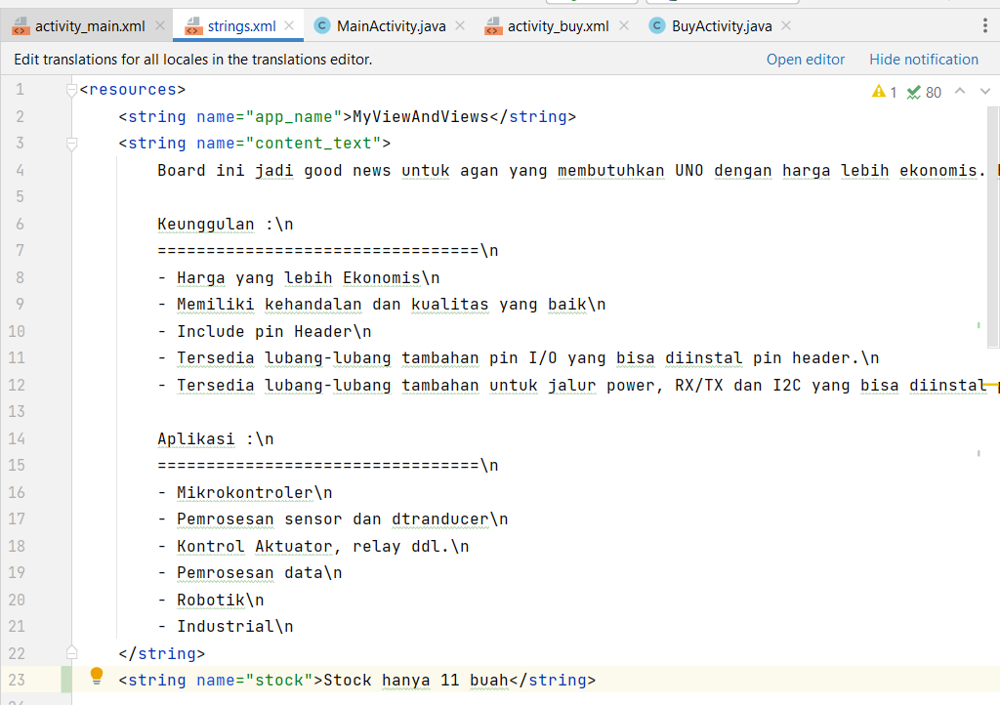 activity_main.xml strings.xml MainActivity.java activity_buy.xml BuyActivity.java
Edit translations for all locales in the translations editor. Open editor Hide notification
1 <resources> 1 80
2 <string name="app_name">MyViewAndViews</string>
3 <string name="content_text">
4 Board ini jadi good news untuk agan yang membutuhkan UNO dengan harga lebih ekonomis.
5
6 Keunggulan :\n
7 =================================\n
8 - Harga yang lebih Ekonomis\n
9 - Memiliki kehandalan dan kualitas yang baik\n
10 - Include pin Header\n
11 - Tersedia lubang-lubang tambahan pin I/O yang bisa diinstal pin header.\n
12 - Tersedia lubang-lubang tambahan untuk jalur power, RX/TX dan I2C yang bisa diinstal
13
14 Aplikasi :\n
15 =================================\n
16 - Mikrokontroler\n
17 - Pemrosesan sensor dan dtranducer\n
18 - Kontrol Aktuator, relay ddl.\n
19 - Pemrosesan data\n
20 - Robotik\n
21 - Industrial\n
22 </string>
23 <string name="stock">Stock hanya 11 buah</string>